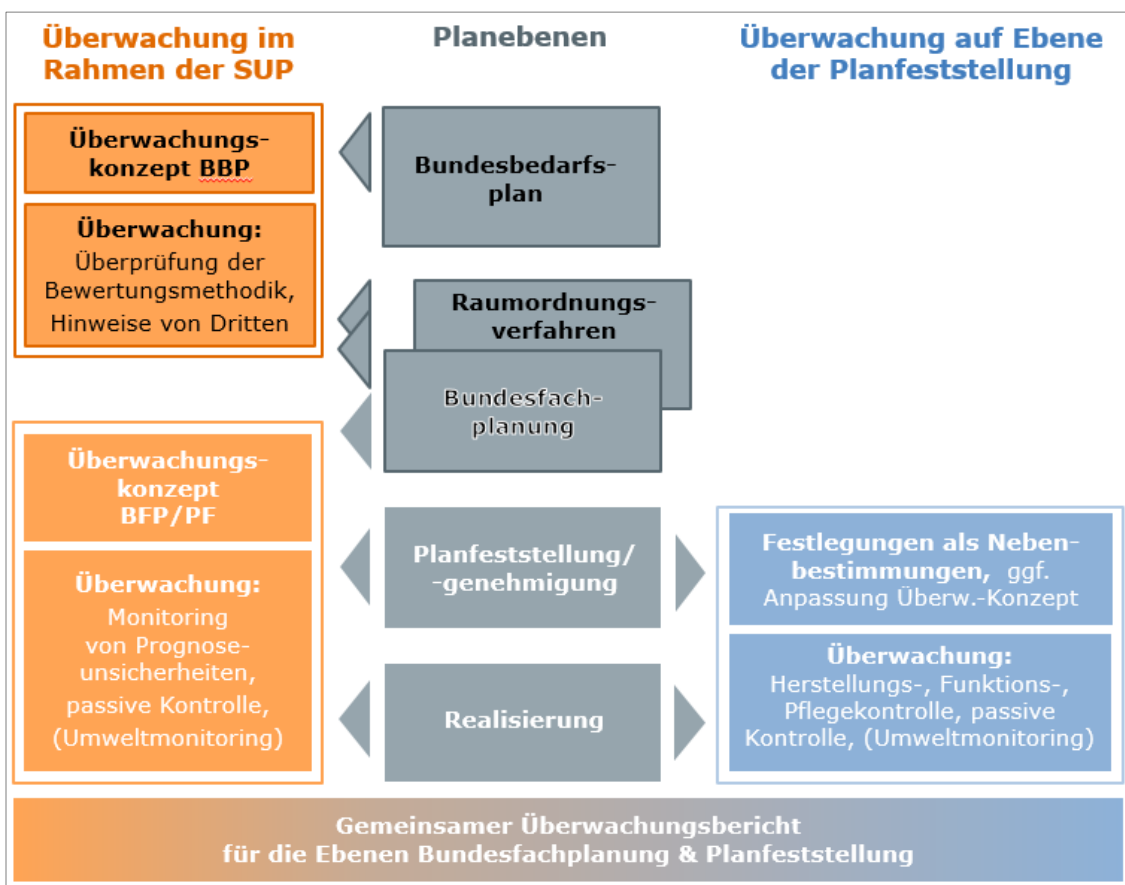 Überwachung im
Rahmen der SUP
Planebenen
Überwachung auf Ebene
der Planfeststellung
Überwachungs-
konzept BBP
Überwachung:
Überprüfung der
Bewertungsmethodik,
Hinweise von Dritten
Bundesbedarfs-
plan
Raumordnungs-
verfahren
Bundesfach-
planung
Überwachungs-
konzept
BFP/PF
Überwachung:
Monitoring
von Prognose-
unsicherheiten,
passive Kontrolle,
(Umweltmonitoring)
Planfeststellung/
-genehmigung
Realisierung
Festlegungen als Neben-
bestimmungen, ggf.
Anpassung Überw.-Konzept
Überwachung:
Herstellungs-, Funktions-,
Pflegekontrolle, passive
Kontrolle, (Umweltmonitoring)
Gemeinsamer Überwachungsbericht
für die Ebenen Bundesfachplanung & Planfeststellung